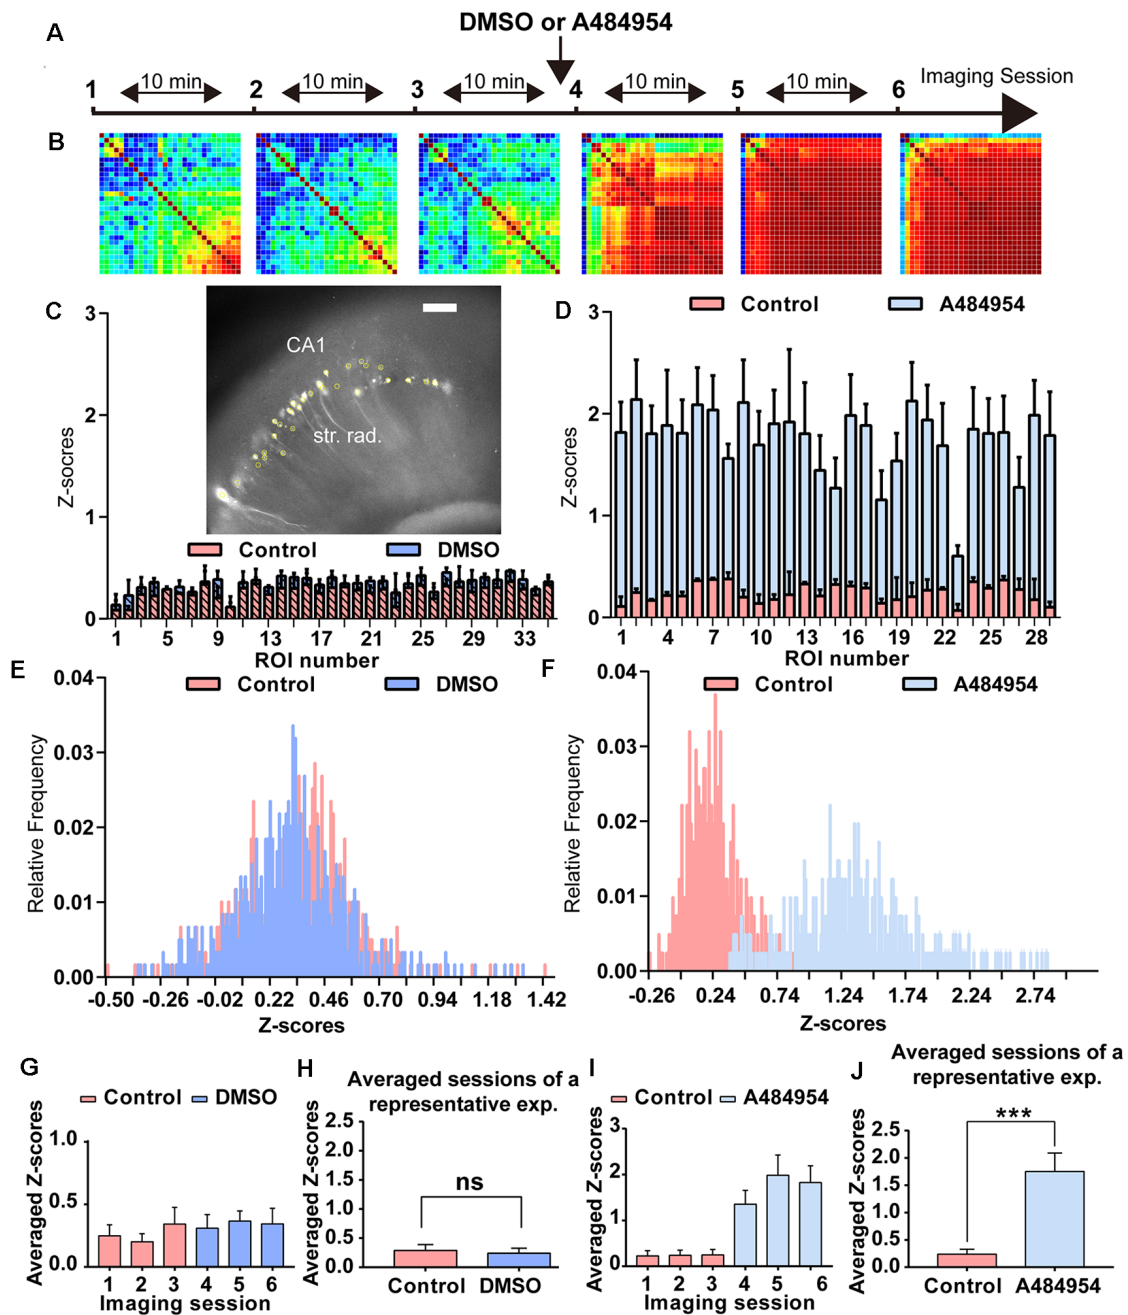 A
DMSO or A484954
1 10 min 2 10 min 3 10 min 4 10 min 5 10 min 6 Imaging Session
B
C
3
2
1
0
Z-socres
CA1
str. rad.
Control DMSO
1 5 9 13 17 21 25 29 33
ROI number
D
Control A484954
3
2
1
0
Z-socres
1 4 7 10 13 16 19 22 25 28
ROI number
E
Control DMSO
0.04
0.03
0.02
0.01
0.00
Relative Frequency
-0.50 -0.26 -0.02 0.22 0.46 0.70 0.94 1.18 1.42
Z-scores
F
Control A484954
0.04
0.03
0.02
0.01
0.00
Relative Frequency
-0.26 0.24 0.74 1.24 1.74 2.24 2.74
Z-scores
G
Control DMSO
1.0
0.5
0.0
Averaged Z-scores
1 2 3 4 5 6
Imaging session
H
Averaged sessions of a
representative exp.
2.5
2.0
1.5
1.0
0.5
0.0
Averaged Z-scores
ns
Control DMSO
I
Control A484954
3
2
1
0
Averaged Z-scores
1 2 3 4 5 6
Imaging session
J
Averaged sessions of a
representative exp.
2.5
2.0
1.5
1.0
0.5
0.0
Averaged Z-scores
***
Control A484954